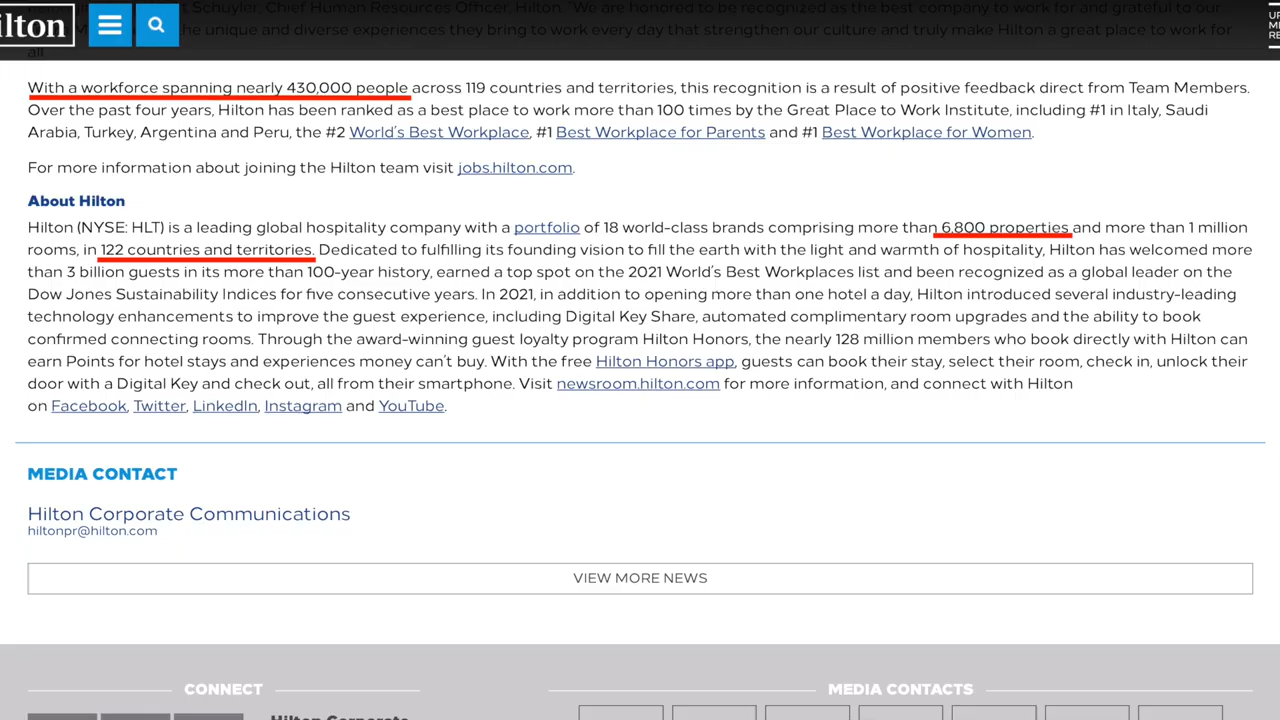 Schuyler, Chief Human Resources Officer, Hilton. "We are honored to be recognized as the best company to work for and grateful to our
the unique and diverse experiences they bring to work every day that strengthen our culture and truly make Hilton a great place to work for
all
ilton
With a workforce spanning nearly 430,000 people across 119 countries and territories, this recognition is a result of positive feedback direct from Team Members.
Over the past four years, Hilton has been ranked as a best place to work more than 100 times by the Great Place to Work Institute, including #1 in Italy, Saudi
Arabia, Turkey, Argentina and Peru, the #2 World's Best Workplace, #1 Best Workplace for Parents and #1 Best Workplace for Women.
For more information about joining the Hilton team visit jobs.hilton.com.
About Hilton
Hilton (NYSE: HLT) is a leading global hospitality company with a portfolio of 18 world-class brands comprising more than 6,800 properties and more than 1 million
rooms, in 122 countries and territories. Dedicated to fulfilling its founding vision to fill the earth with the light and warmth of hospitality, Hilton has welcomed more
than 3 billion guests in its more than 100-year history, earned a top spot on the 2021 World's Best Workplaces list and been recognized as a global leader on the
Dow Jones Sustainability Indices for five consecutive years. In 2021, in addition to opening more than one hotel a day, Hilton introduced several industry-leading
technology enhancements to improve the guest experience, including Digital Key Share, automated complimentary room upgrades and the ability to book
confirmed connecting rooms. Through the award-winning guest loyalty program Hilton Honors, the nearly 128 million members who book directly with Hilton can
earn Points for hotel stays and experiences money can't buy. With the free Hilton Honors app, guests can book their stay, select their room, check in, unlock their
door with a Digital Key and check out, all from their smartphone. Visit newsroom.hilton.com for more information, and connect with Hilton
on Facebook, Twitter, LinkedIn, Instagram and YouTube.
MEDIA CONTACT
Hilton Corporate Communications
hiltonpr@hilton.com
VIEW MORE NEWS
CONNECT
MEDIA CONTACTS
Hilton Corporate